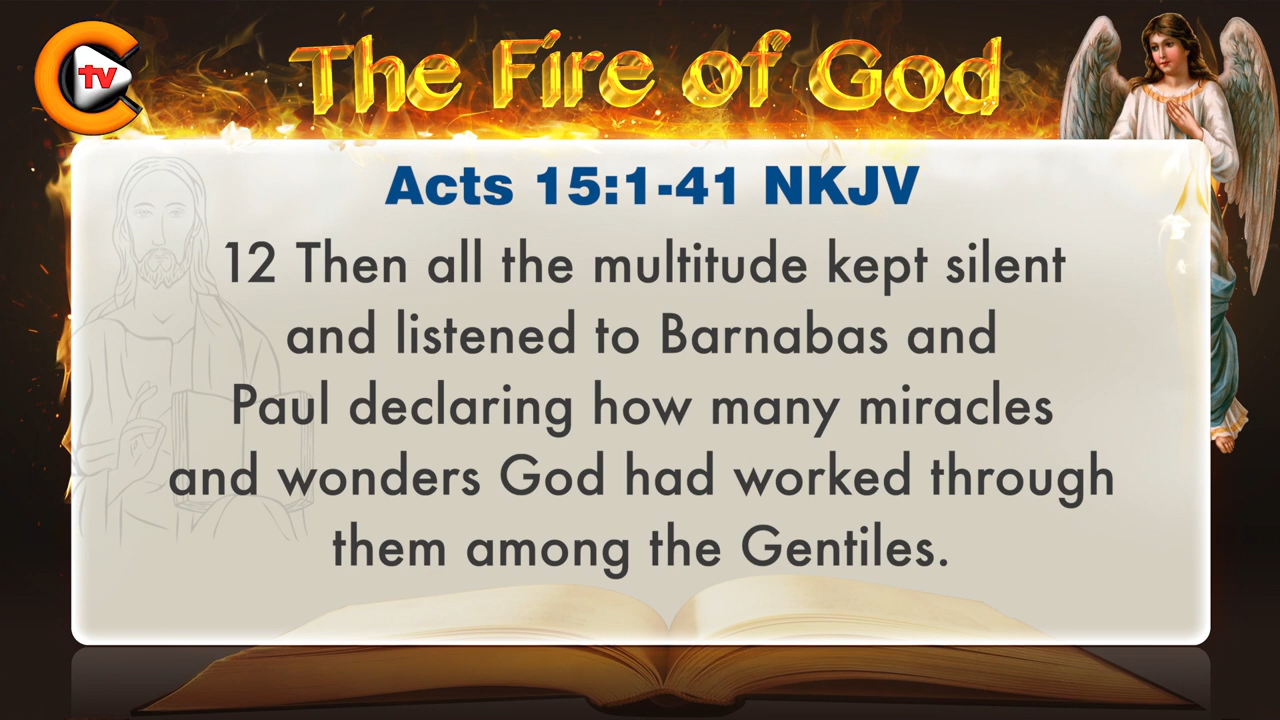 tv
The Fire of God
Acts 15:1-41 NKJV
12 Then all the multitude kept silent
and listened to Barnabas and
Paul declaring how many miracles
and wonders God had worked through
them among the Gentiles.